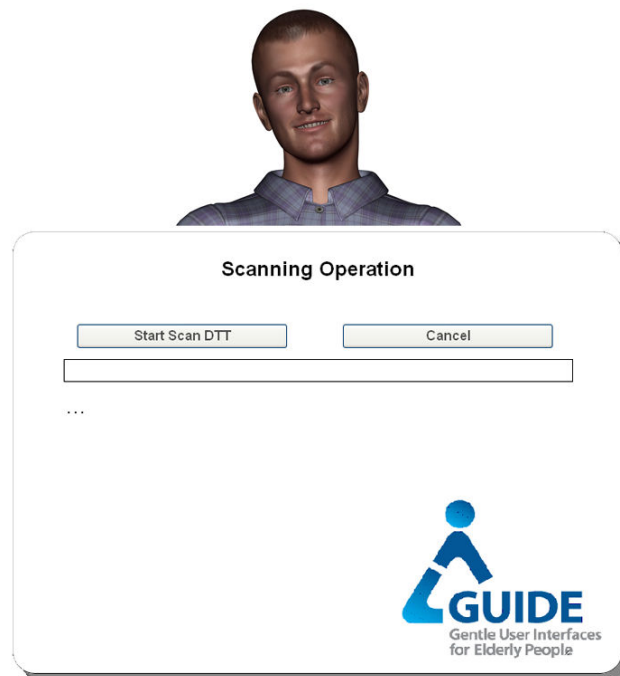 Scanning Operation
Start Scan DTT Cancel
...
GUIDE
Gentle User Interfaces
for Elderly People